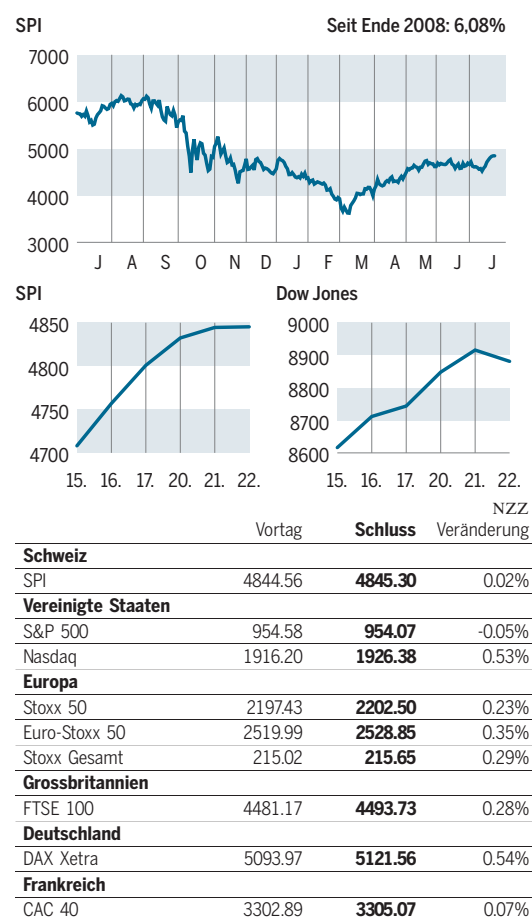 SPI Seit Ende 2008: 6,08%
7000
6000
5000
4000
3000
J A S O N D J F M A M J J
SPI
4850
4800
4750
4700
15. 16. 17. 20. 21. 22.
Dow Jones
9000
8900
8800
8700
8600
15. 16. 17. 20. 21. 22.
NZZ
Vortag Schluss Veränderung
Schweiz
SPI 4844.56 4845.30 0.02%
Vereinigte Staaten
S&P 500 954.58 954.07 -0.05%
Nasdaq 1916.20 1926.38 0.53%
Europa
Stoxx 50 2197.43 2202.50 0.23%
Euro-Stoxx 50 2519.99 2528.85 0.35%
Stoxx Gesamt 215.02 215.65 0.29%
Grossbritannien
FTSE 100 4481.17 4493.73 0.28%
Deutschland
DAX Xetra 5093.97 5121.56 0.54%
Frankreich
CAC 40 3302.89 3305.07 0.07%